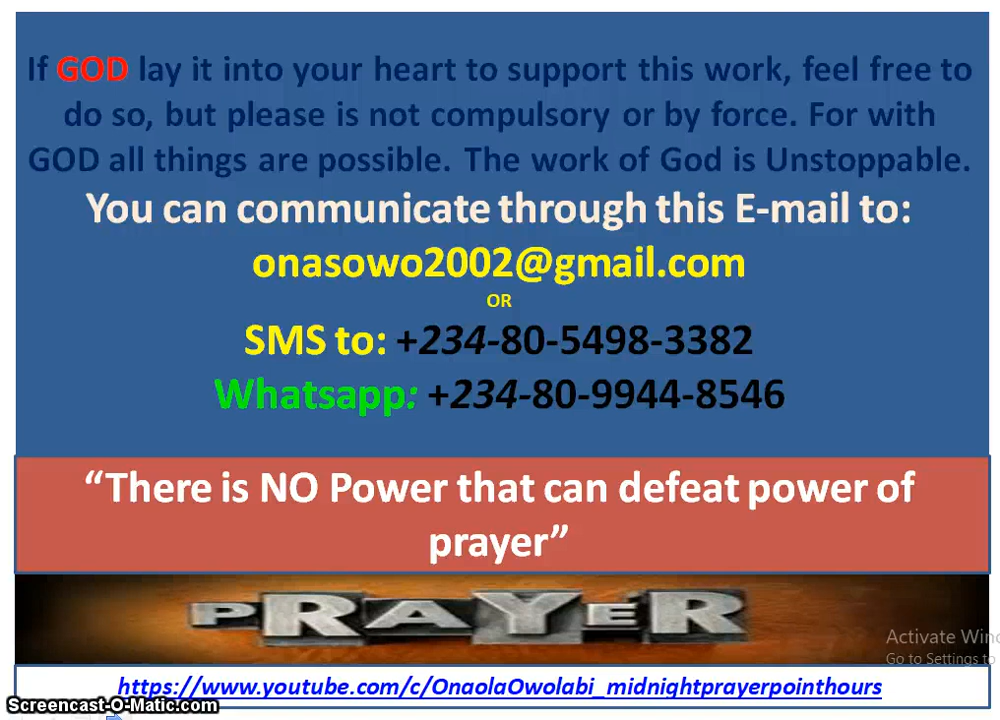 If GOD lay it into your heart to support this work, feel free to
do so, but please is not compulsory or by force. For with
GOD all things are possible. The work of God is Unstoppable.
You can communicate through this E-mail to:
onasowo2002@gmail.com
OR
SMS to: +234-80-5498-3382
Whatsapp: +234-80-9944-8546
“There is NO Power that can defeat power of
prayer”
PRAYER
Activate Win
Go to Settings to
https://www.youtube.com/c/OnaolaOwolabi_midnightprayerpointhours
Screencast-O-Matic.com